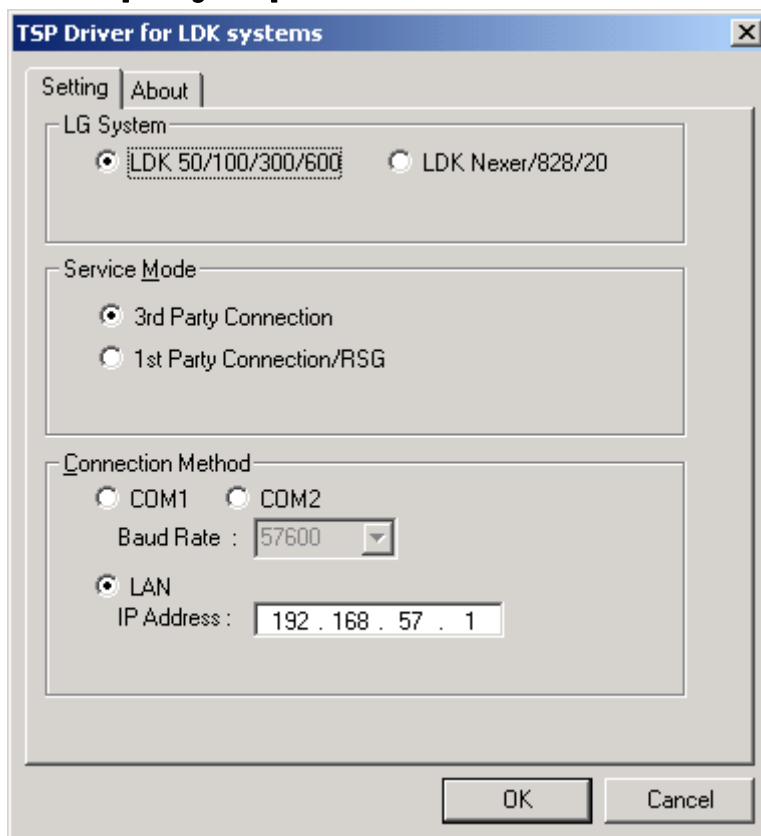 TSP Driver for LDK systems
Setting About
LG System
LDK 50/100/300/600 LDK Nexer/828/20
Service Mode
3rd Party Connection
1st Party Connection/RSG
Connection Method
COM1 COM2
Baud Rate : 57600
LAN
IP Address : 192 . 168 . 57 . 1
OK Cancel